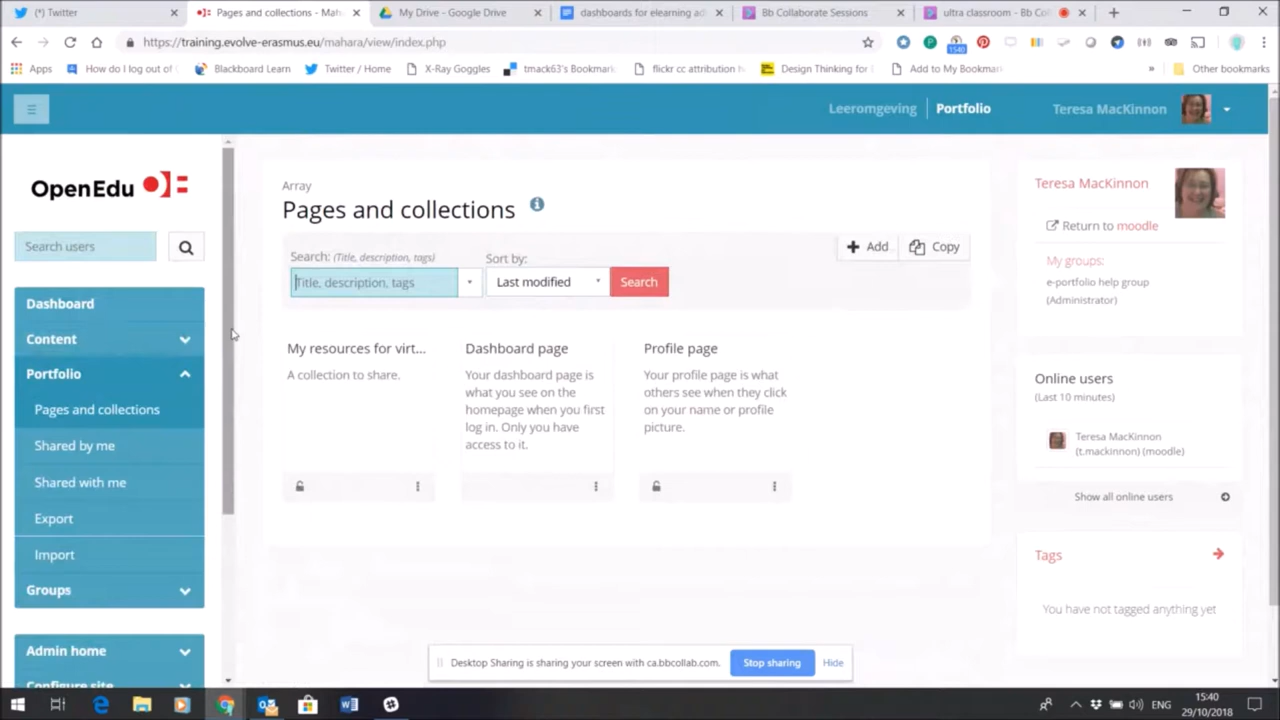 (*) Twitter
Pages and collections - Mah
My Drive - Google Drive
dashboards for elearning ad
Bb Collaborate Sessions
ultra classroom - Bb Col
https://training.evolve-erasmus.eu/mahara/view/index.php
1540
Apps
How do I log out of
Blackboard Learn
Twitter / Home
X-Ray Goggles
tmack63's Bookmark
flickr cc attribution h
Design Thinking for
Add to My Bookmar
»
Other bookmarks
Leeromgeving
Portfolio
Teresa MacKinnon
OpenEdu
Search users
Dashboard
Content
Portfolio
Pages and collections
Shared by me
Shared with me
Export
Import
Groups
Admin home
Configure site
Array
Pages and collections
Search: (Title, description, tags)
Sort by:
Title, description, tags
Last modified
Search
Add
Copy
My resources for virt...
A collection to share.
Dashboard page
Your dashboard page is
what you see on the
homepage when you first
log in. Only you have
access to it.
Profile page
Your profile page is what
others see when they click
on your name or profile
picture.
Teresa MacKinnon
Return to moodle
My groups:
e-portfolio help group
(Administrator)
Online users
(Last 10 minutes)
Teresa MacKinnon
(t.mackinnon) (moodle)
Show all online users
Tags
You have not tagged anything yet
Desktop Sharing is sharing your screen with ca.bbcollab.com.
Stop sharing
Hide
ENG
15:40
29/10/2018